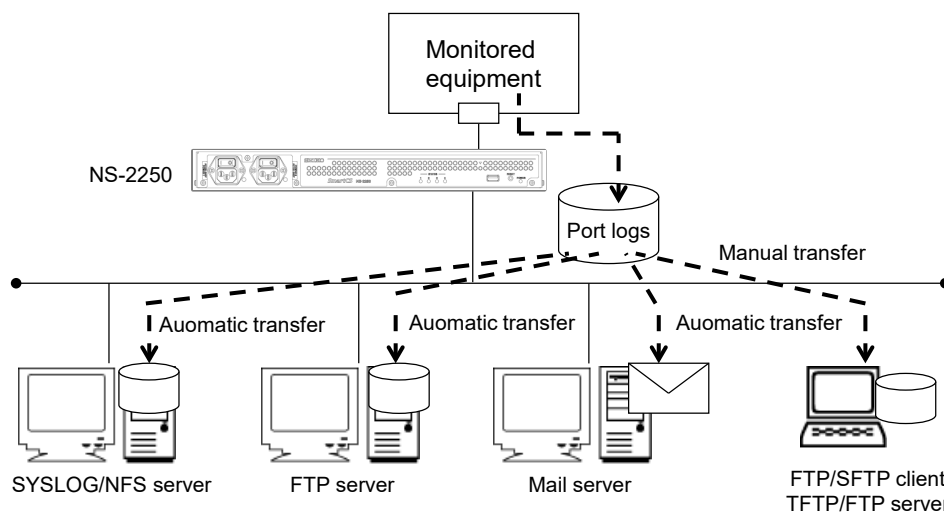 Monitored
equipment
NS-2250
SmartCS
Port logs
Manual transfer
Auomatic transfer
Auomatic transfer
Auomatic transfer
SYSLOG/NFS server
FTP server
Mail server
FTP/SFTP client
TFTP/FTP server